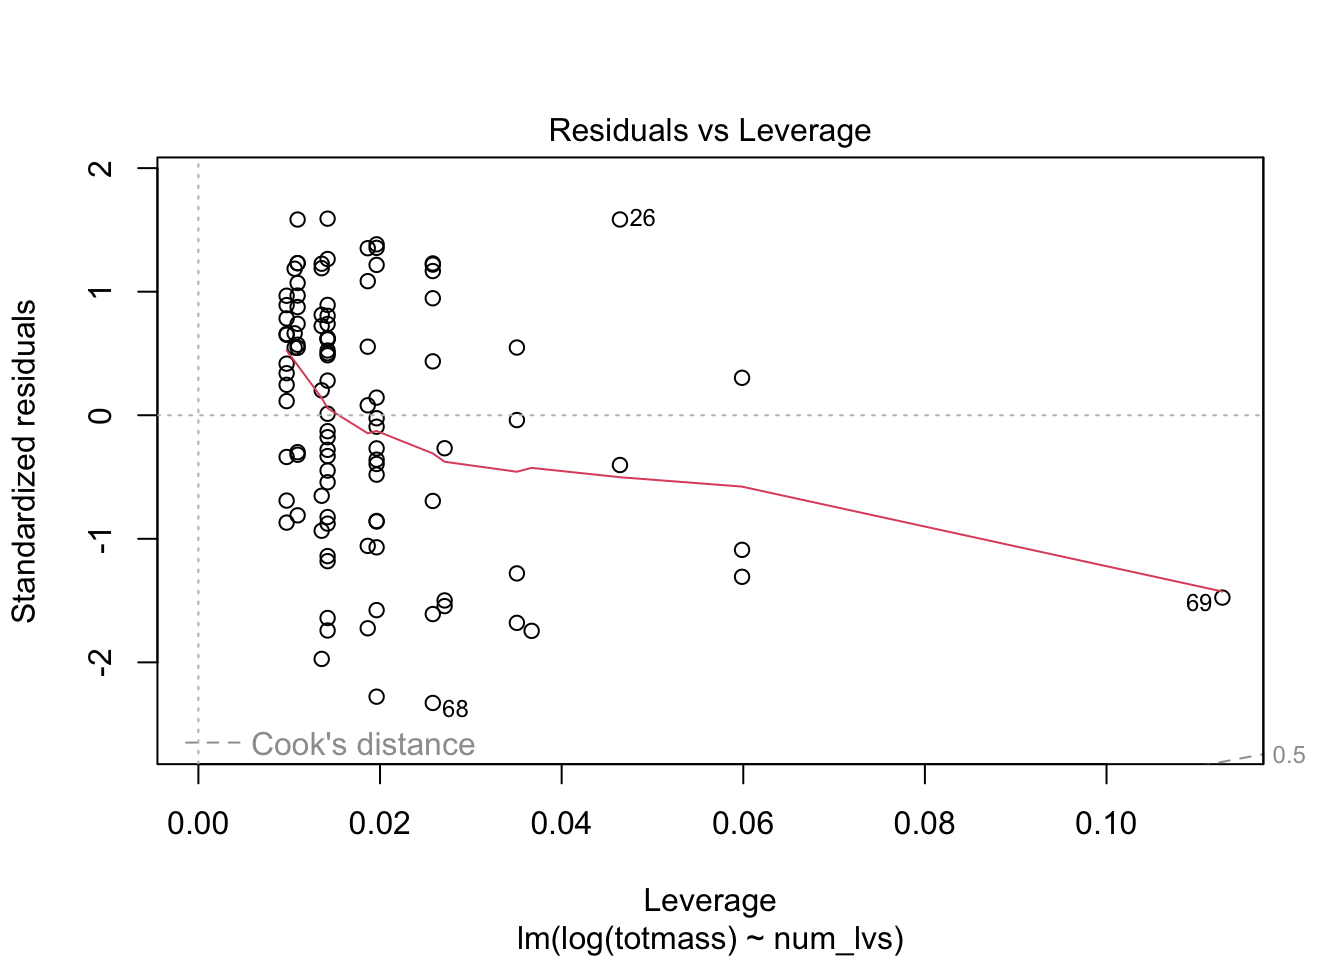 Residuals vs Leverage
Standardized residuals
2
1
0
-1
-2
26
69
68
Cook's distance
0.5
0.00 0.02 0.04 0.06 0.08 0.10
Leverage
lm(log(totmass) ~ num_lvs)